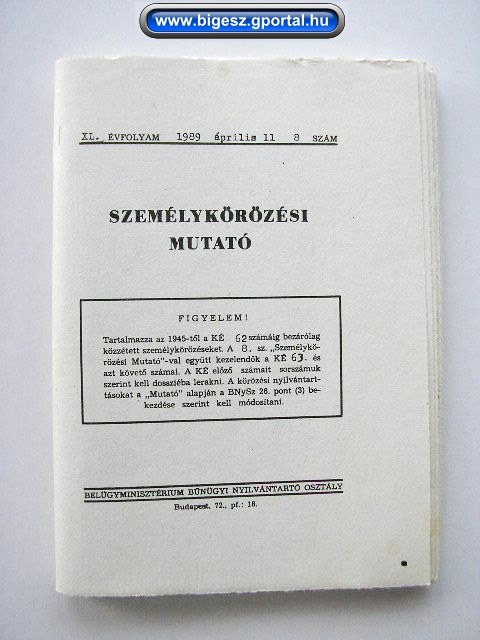 www.bigesz.gportal.hu
XL. ÉVFOLYAM 1989 április 11 8 SZÁM
SZEMÉLYKÖRÖZÉSI
MUTATÓ
FIGYELEM!
Tartalmazza az 1945-től a KÉ 62 számáig bezárólag
közzétett személykörözéseket. A 8. sz. „Személykö-
rözési Mutató"-val együtt kezelendők a KÉ 63. és
azt követő számai. A KÉ előző számait sorszámuk
szerint kell dossziéba lerakni. A körözési nyilvántar-
tásokat a „Mutató" alapján a BNySz 26. pont (3) be-
kezdése szerint kell módosítani.
BELÜGYMINISZTÉRIUM BŰNÜGYI NYILVÁNTARTÓ OSZTÁLY
Budapest, 72., pf.: 18.